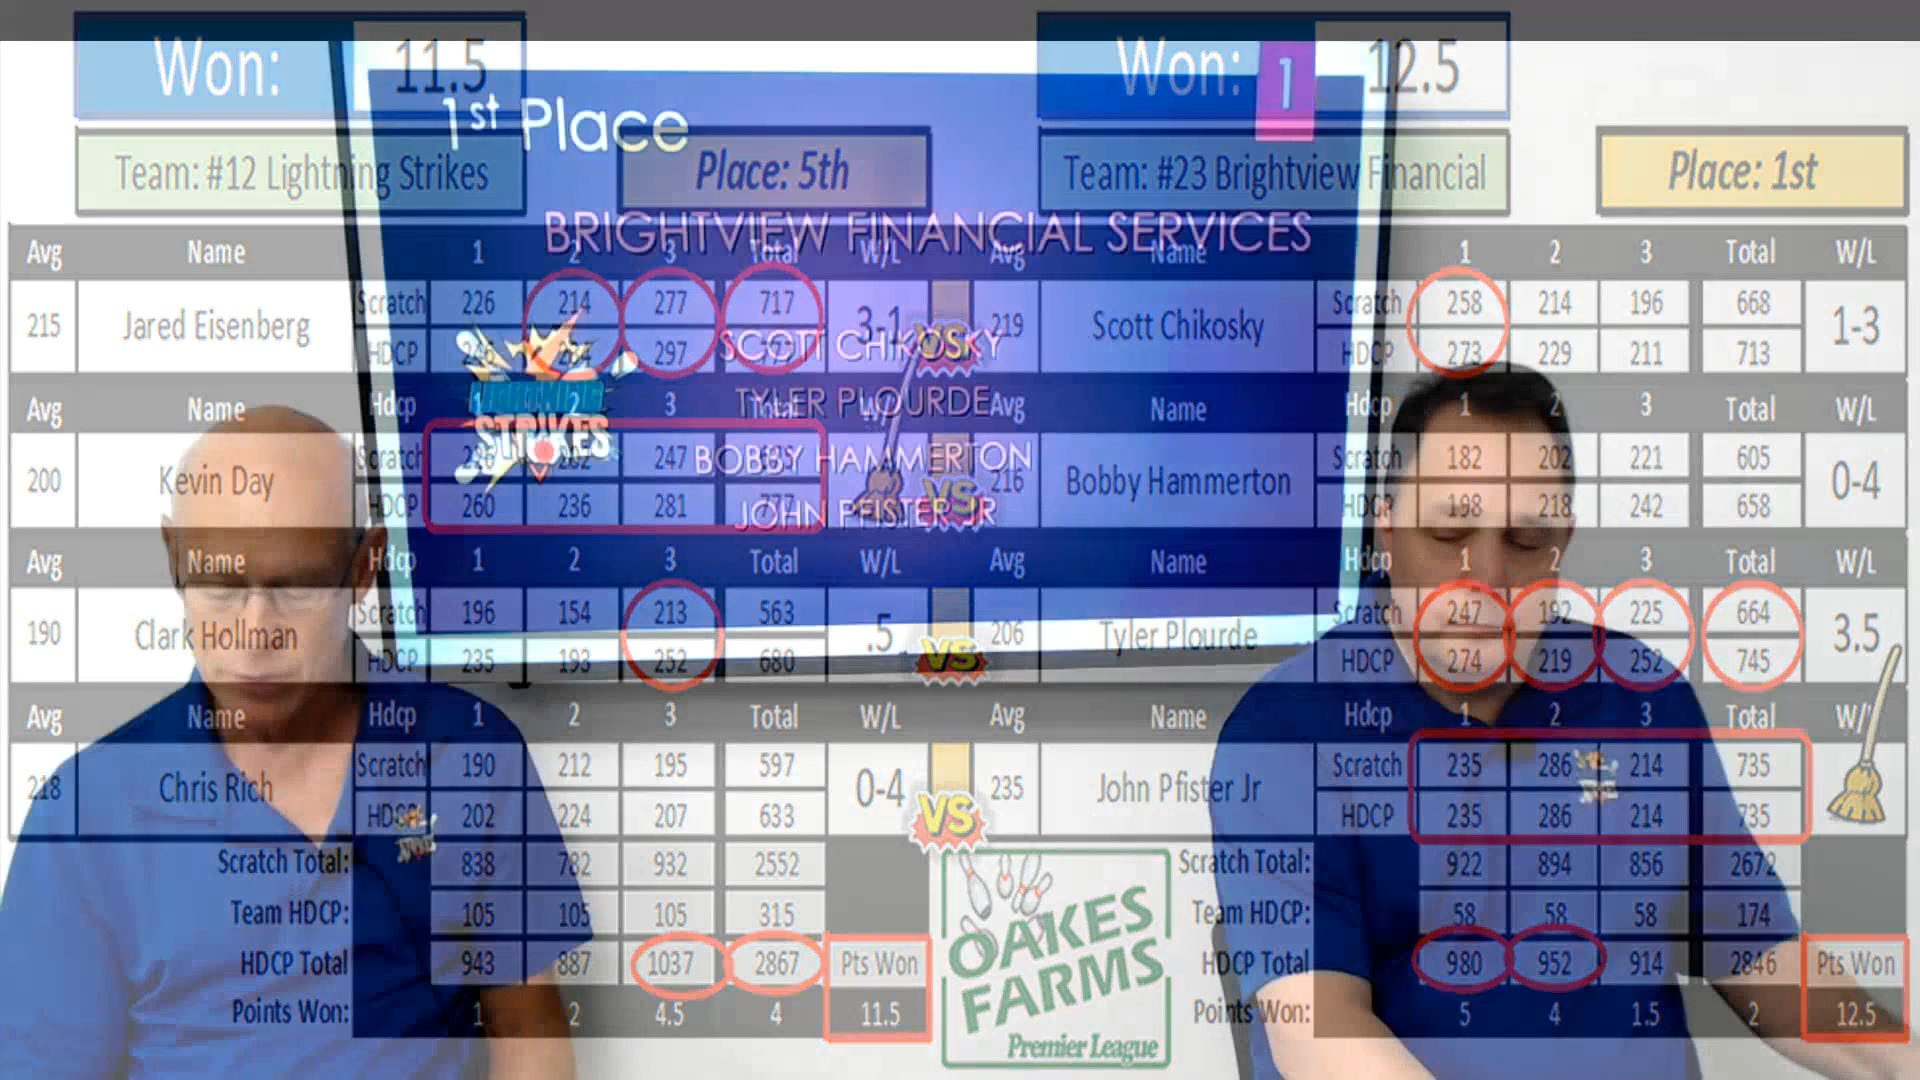 Won: 11.5 Won: 1 12.5
1st Place
Team: #12 Lightning Strikes Place: 5th Team: #23 Brightview Financial Place: 1st
BRIGHTVIEW FINANCIAL SERVICES
Avg Name 1 2 3 Total W/L Avg Name 1 2 3 Total W/L
215 Jared Eisenberg Scratch 226 214 277 717 3-1 VS 219 Scott Chikosky Scratch 258 214 196 668 1-3
HDCP 297 HDCP 273 229 211 713
SCOTT CHIKOSKY
TYLER PLOURDE
Avg Name Hdcp 1 2 3 Total W/L Avg Name Hdcp 1 2 3 Total W/L
STRIKES
BOBBY HAMMERTON
200 Kevin Day Scratch 247 VS 216 Bobby Hammerton Scratch 182 202 221 605 0-4
HDCP 260 236 281 777 HDCP 198 218 242 658
JOHN PFISTER JR
Avg Name Hdcp 1 2 3 Total W/L Avg Name Hdcp 1 2 3 Total W/L
190 Clark Hollman Scratch 196 154 213 563 .5 VS 206 Tyler Plourde Scratch 247 192 225 664 3.5
HDCP 235 193 252 680 HDCP 274 219 252 745
Avg Name Hdcp 1 2 3 Total W/L Avg Name Hdcp 1 2 3 Total W/
218 Chris Rich Scratch 190 212 195 597 0-4 VS 235 John Pfister Jr Scratch 235 286 214 735
HDCP 202 224 207 633 HDCP 235 286 214 735
Scratch Total: 838 782 932 2552 Scratch Total: 922 894 856 2672
Team HDCP: 105 105 105 315 Team HDCP: 58 58 58 174
HDCP Total 943 887 1037 2867 Pts Won HDCP Total 980 952 914 2846 Pts Won
Points Won: 1 2 4.5 4 11.5 Points Won: 5 4 1.5 2 12.5
OAKES
FARMS
Premier League